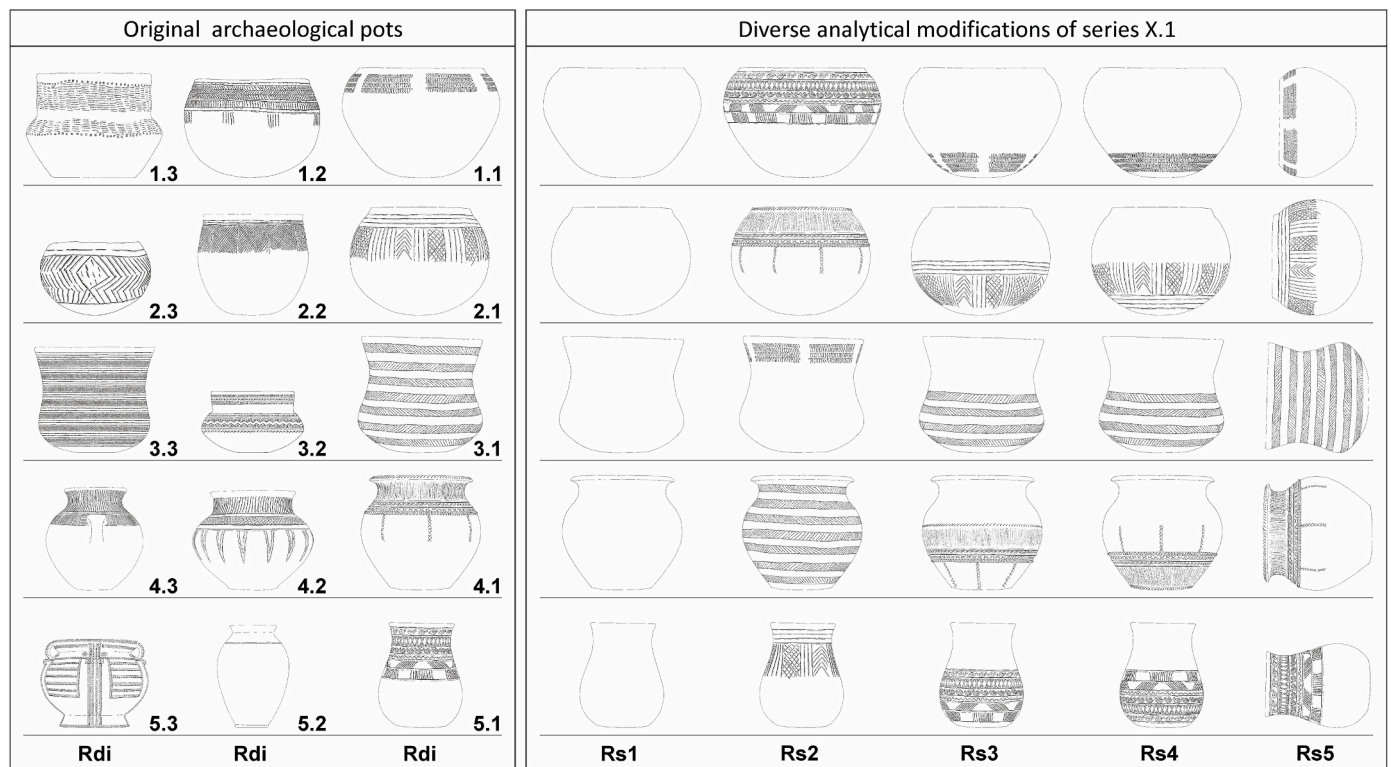 Original archaeological pots
Diverse analytical modifications of series X.1
1.3 1.2 1.1
2.3 2.2 2.1
3.3 3.2 3.1
4.3 4.2 4.1
5.3 5.2 5.1
Rdi Rdi Rdi Rs1 Rs2 Rs3 Rs4 Rs5